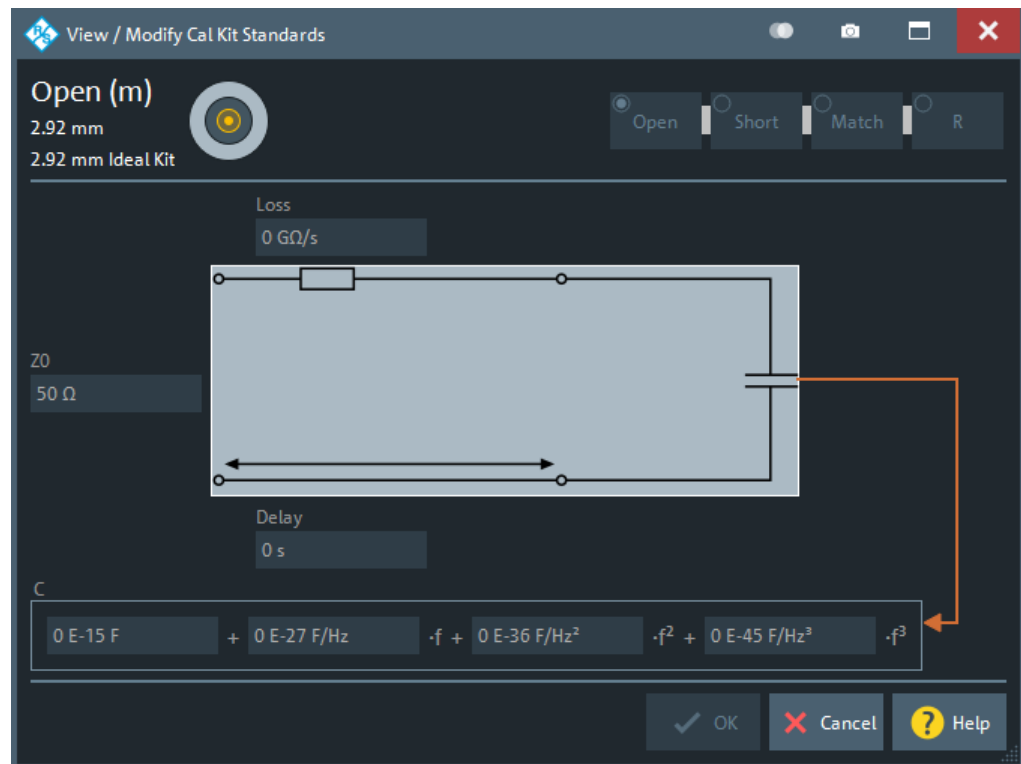 R&S View / Modify Cal Kit Standards
Open (m)
2.92 mm
2.92 mm Ideal Kit
Open Short Match R
Loss
0 GΩ/s
Z0
50 Ω
Delay
0 s
C
0 E-15 F + 0 E-27 F/Hz ·f + 0 E-36 F/Hz² ·f² + 0 E-45 F/Hz³ ·f³
OK Cancel ? Help